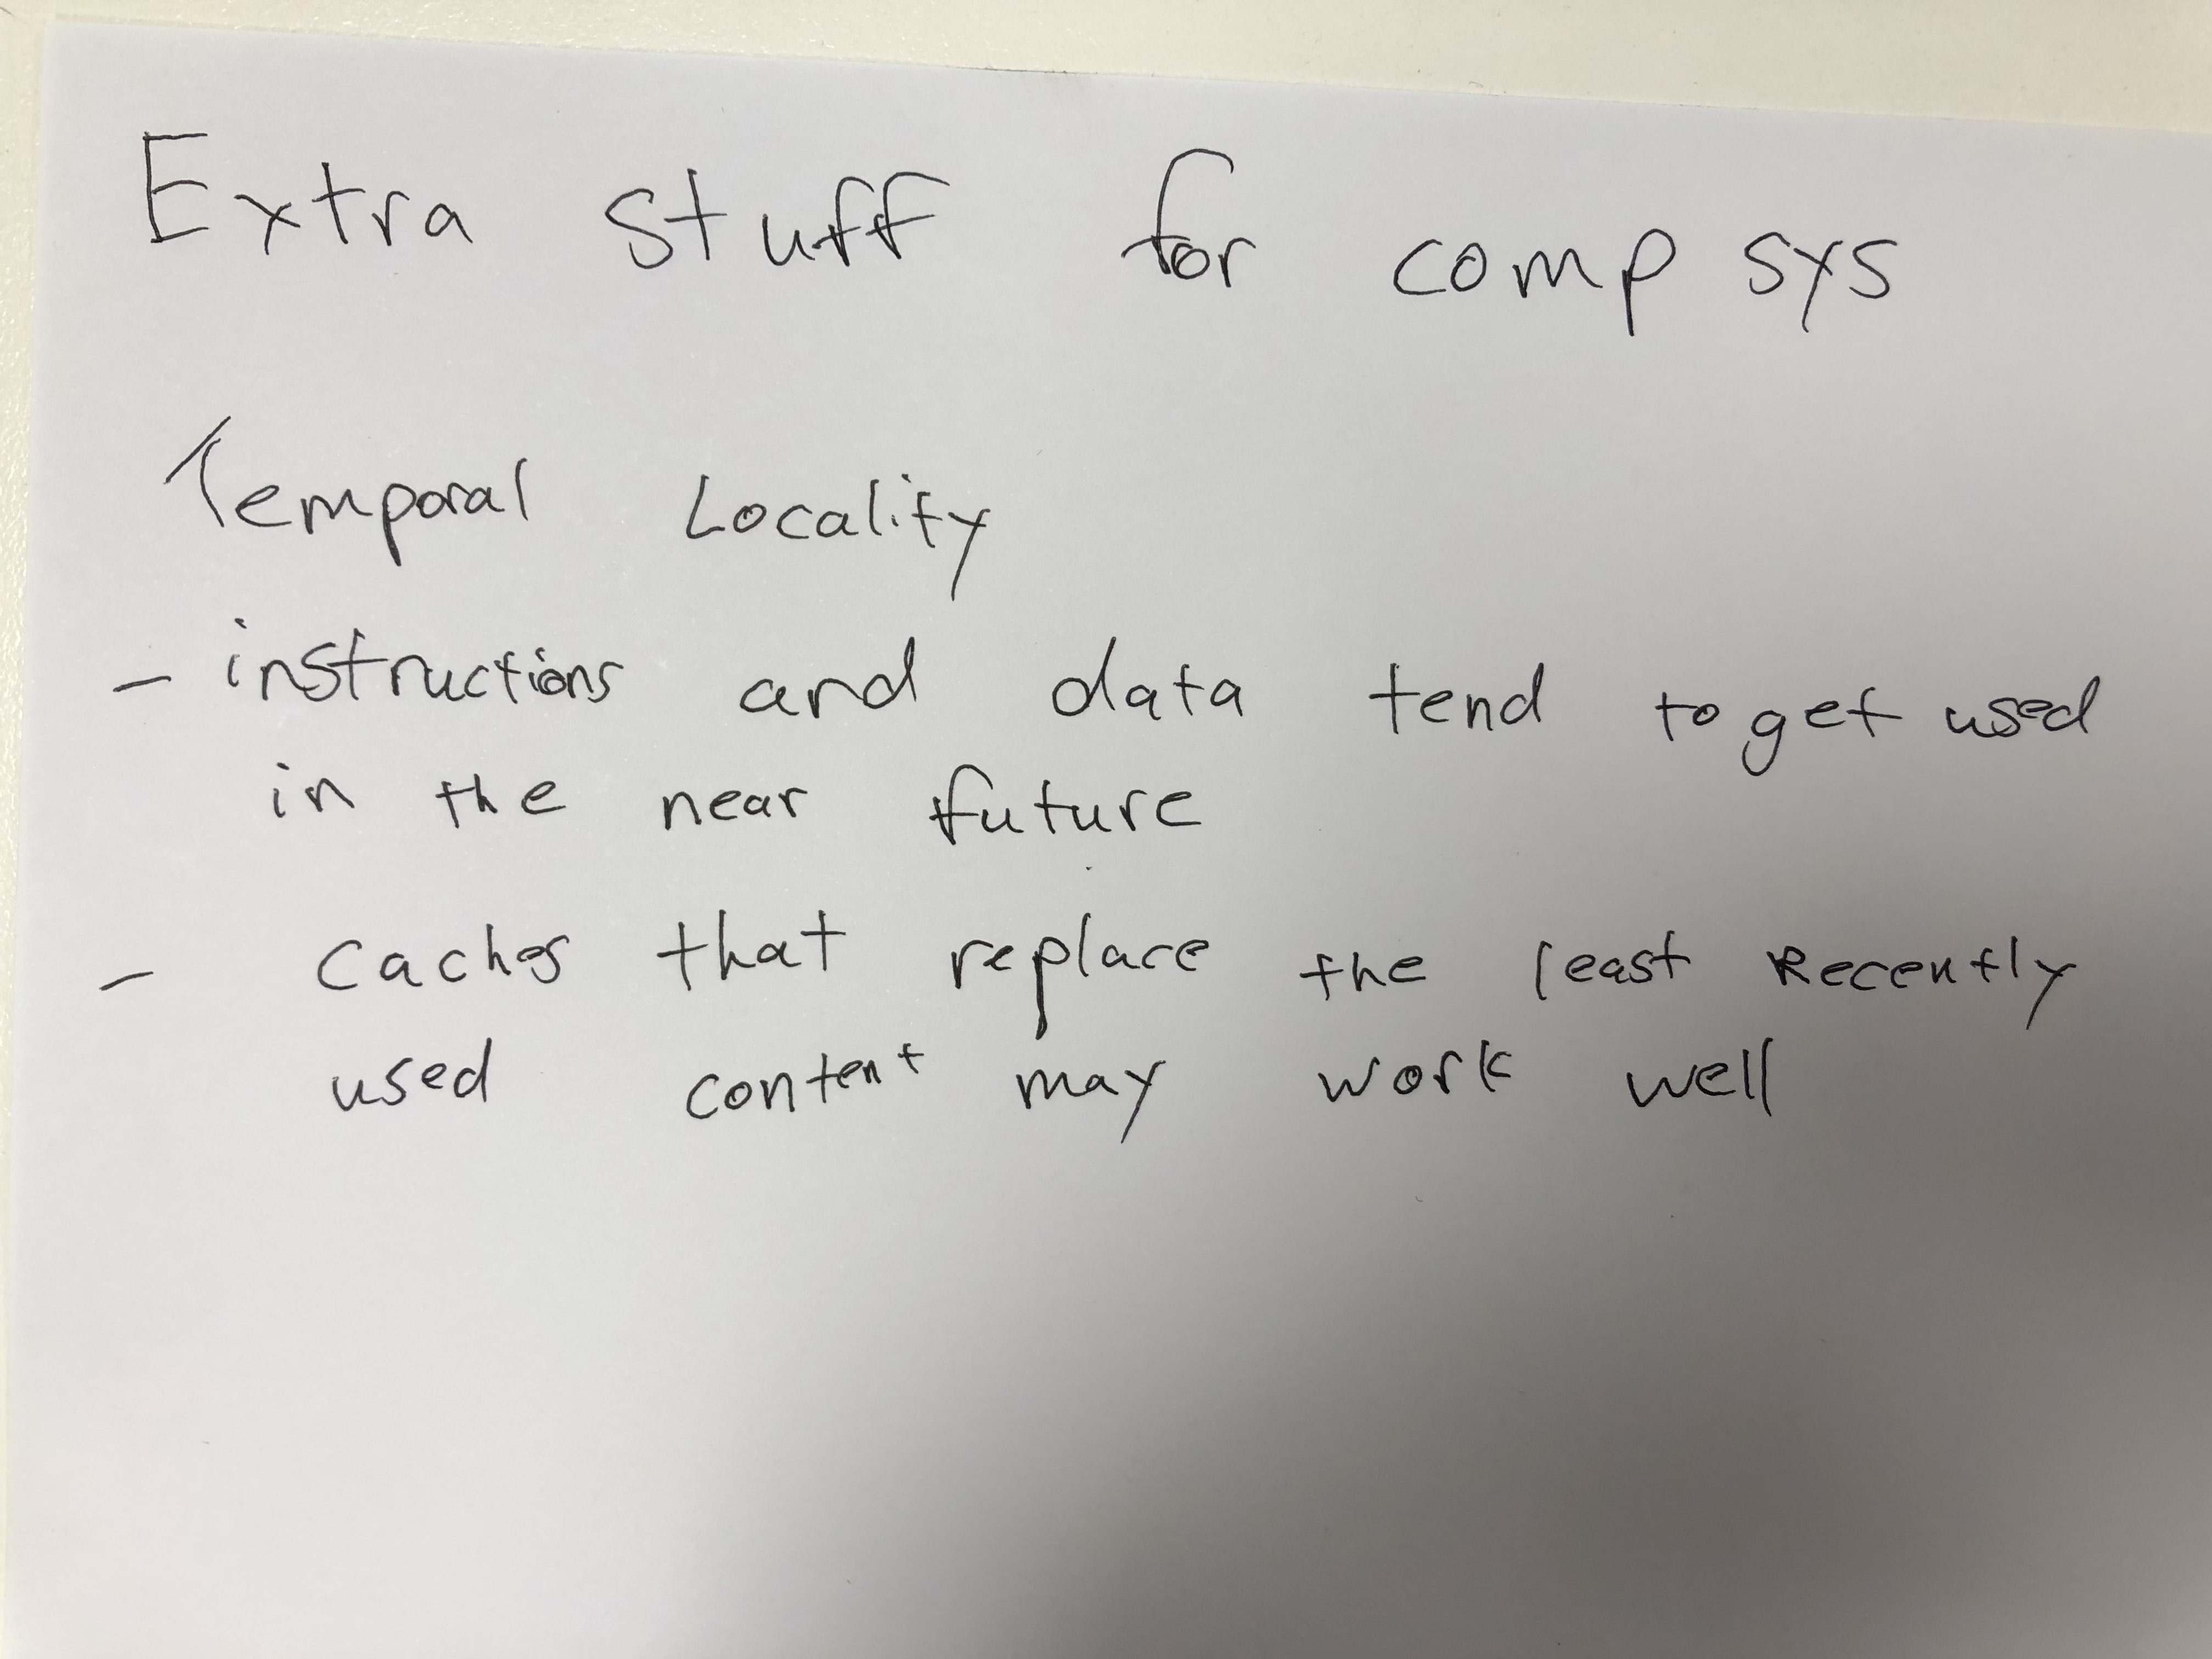 Extra stuff for comp sys
Temporal Locality
- instructions and data tend to get used
in the near future
- caches that replace the least Recently
used content may work well